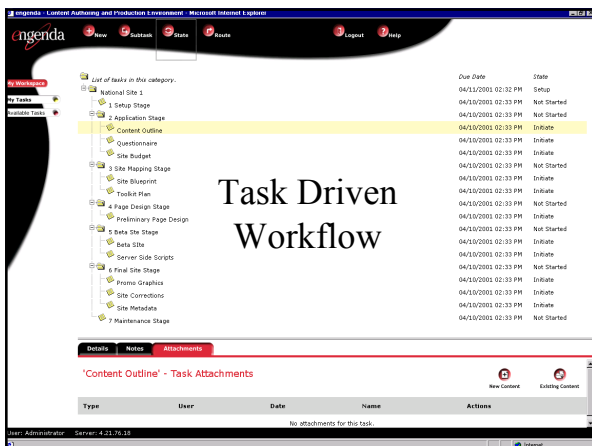 engenda - Content Authoring and Production Environment - Microsoft Internet Explorer
engenda
New Subtask State Route Logout Help
My Workspace
My Tasks
Available Tasks
List of tasks in this category. Due Date State
National Site 1 04/11/2001 02:32 PM Setup
1 Setup Stage 04/10/2001 02:33 PM Not Started
2 Application Stage 04/10/2001 02:33 PM Not Started
Content Outline 04/10/2001 02:33 PM Initiate
Questionnaire 04/10/2001 02:33 PM Initiate
Site Budget 04/10/2001 02:33 PM Initiate
3 Site Mapping Stage 04/10/2001 02:33 PM Not Started
Site Blueprint 04/10/2001 02:33 PM Initiate
Toolkit Plan 04/10/2001 02:33 PM Initiate
4 Page Design Stage 04/10/2001 02:33 PM Not Started
Preliminary Page Design 04/10/2001 02:33 PM Initiate
5 Beta Ste Stage 04/10/2001 02:33 PM Not Started
Beta SIte 04/10/2001 02:33 PM Initiate
Server Side Scripts 04/10/2001 02:33 PM Initiate
6 Final Site Stage 04/10/2001 02:33 PM Not Started
Promo Graphics 04/10/2001 02:33 PM Initiate
Site Corrections 04/10/2001 02:33 PM Initiate
Site Metadata 04/10/2001 02:33 PM Initiate
7 Maintenance Stage 04/10/2001 02:33 PM Not Started
Task Driven
Workflow
Details Notes Attachments
'Content Outline' - Task Attachments
New Content Existing Content
Type User Date Name Actions
No attachments for this task.
User: Administrator Server: 4.21.76.18
Internet